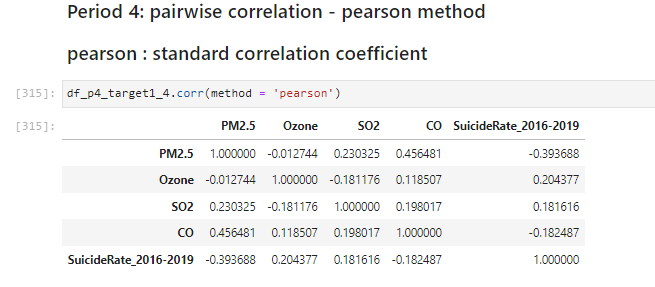 Period 4: pairwise correlation - pearson method
pearson : standard correlation coefficient
[315]: df_p4_target1_4.corr(method = 'pearson')
[315]:
PM2.5 Ozone SO2 CO SuicideRate_2016-2019
PM2.5 1.000000 -0.012744 0.230325 0.456481 -0.393688
Ozone -0.012744 1.000000 -0.181176 0.118507 0.204377
SO2 0.230325 -0.181176 1.000000 0.198017 0.181616
CO 0.456481 0.118507 0.198017 1.000000 -0.182487
SuicideRate_2016-2019 -0.393688 0.204377 0.181616 -0.182487 1.000000